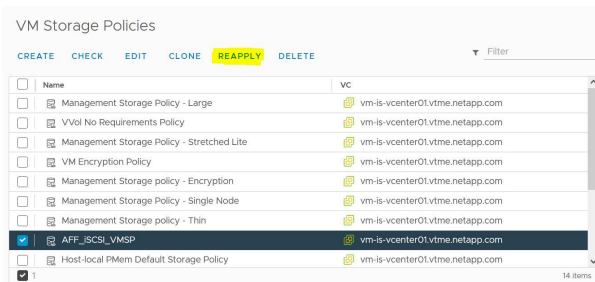 VM Storage Policies
CREATE CHECK EDIT CLONE REAPPLY DELETE Filter
Name VC
Management Storage Policy - Large vm-is-vcenter01.vtme.netapp.com
VVol No Requirements Policy vm-is-vcenter01.vtme.netapp.com
Management Storage Policy - Stretched Lite vm-is-vcenter01.vtme.netapp.com
VM Encryption Policy vm-is-vcenter01.vtme.netapp.com
Management Storage policy - Encryption vm-is-vcenter01.vtme.netapp.com
Management Storage Policy - Single Node vm-is-vcenter01.vtme.netapp.com
Management Storage policy - Thin vm-is-vcenter01.vtme.netapp.com
AFF_iSCSI_VMSP vm-is-vcenter01.vtme.netapp.com
Host-local PMem Default Storage Policy vm-is-vcenter01.vtme.netapp.com
1 14 items